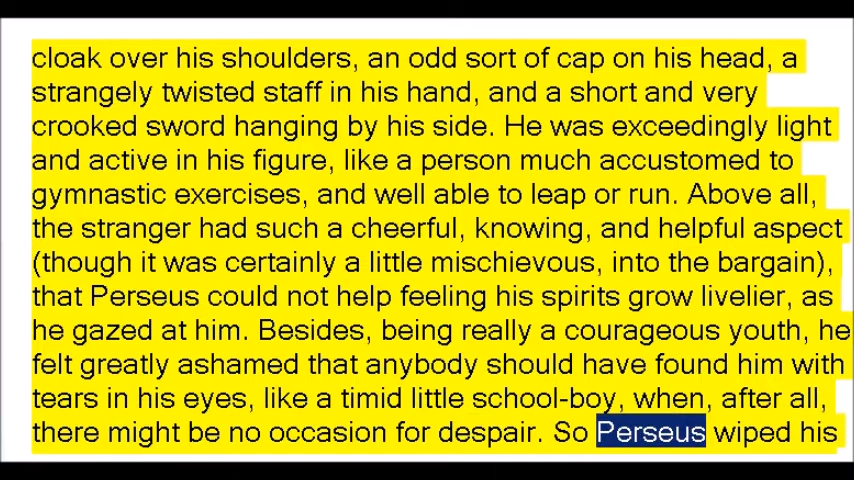 cloak over his shoulders, an odd sort of cap on his head, a
strangely twisted staff in his hand, and a short and very
crooked sword hanging by his side. He was exceedingly light
and active in his figure, like a person much accustomed to
gymnastic exercises, and well able to leap or run. Above all,
the stranger had such a cheerful, knowing, and helpful aspect
(though it was certainly a little mischievous, into the bargain),
that Perseus could not help feeling his spirits grow livelier, as
he gazed at him. Besides, being really a courageous youth, he
felt greatly ashamed that anybody should have found him with
tears in his eyes, like a timid little school-boy, when, after all,
there might be no occasion for despair. So Perseus wiped his